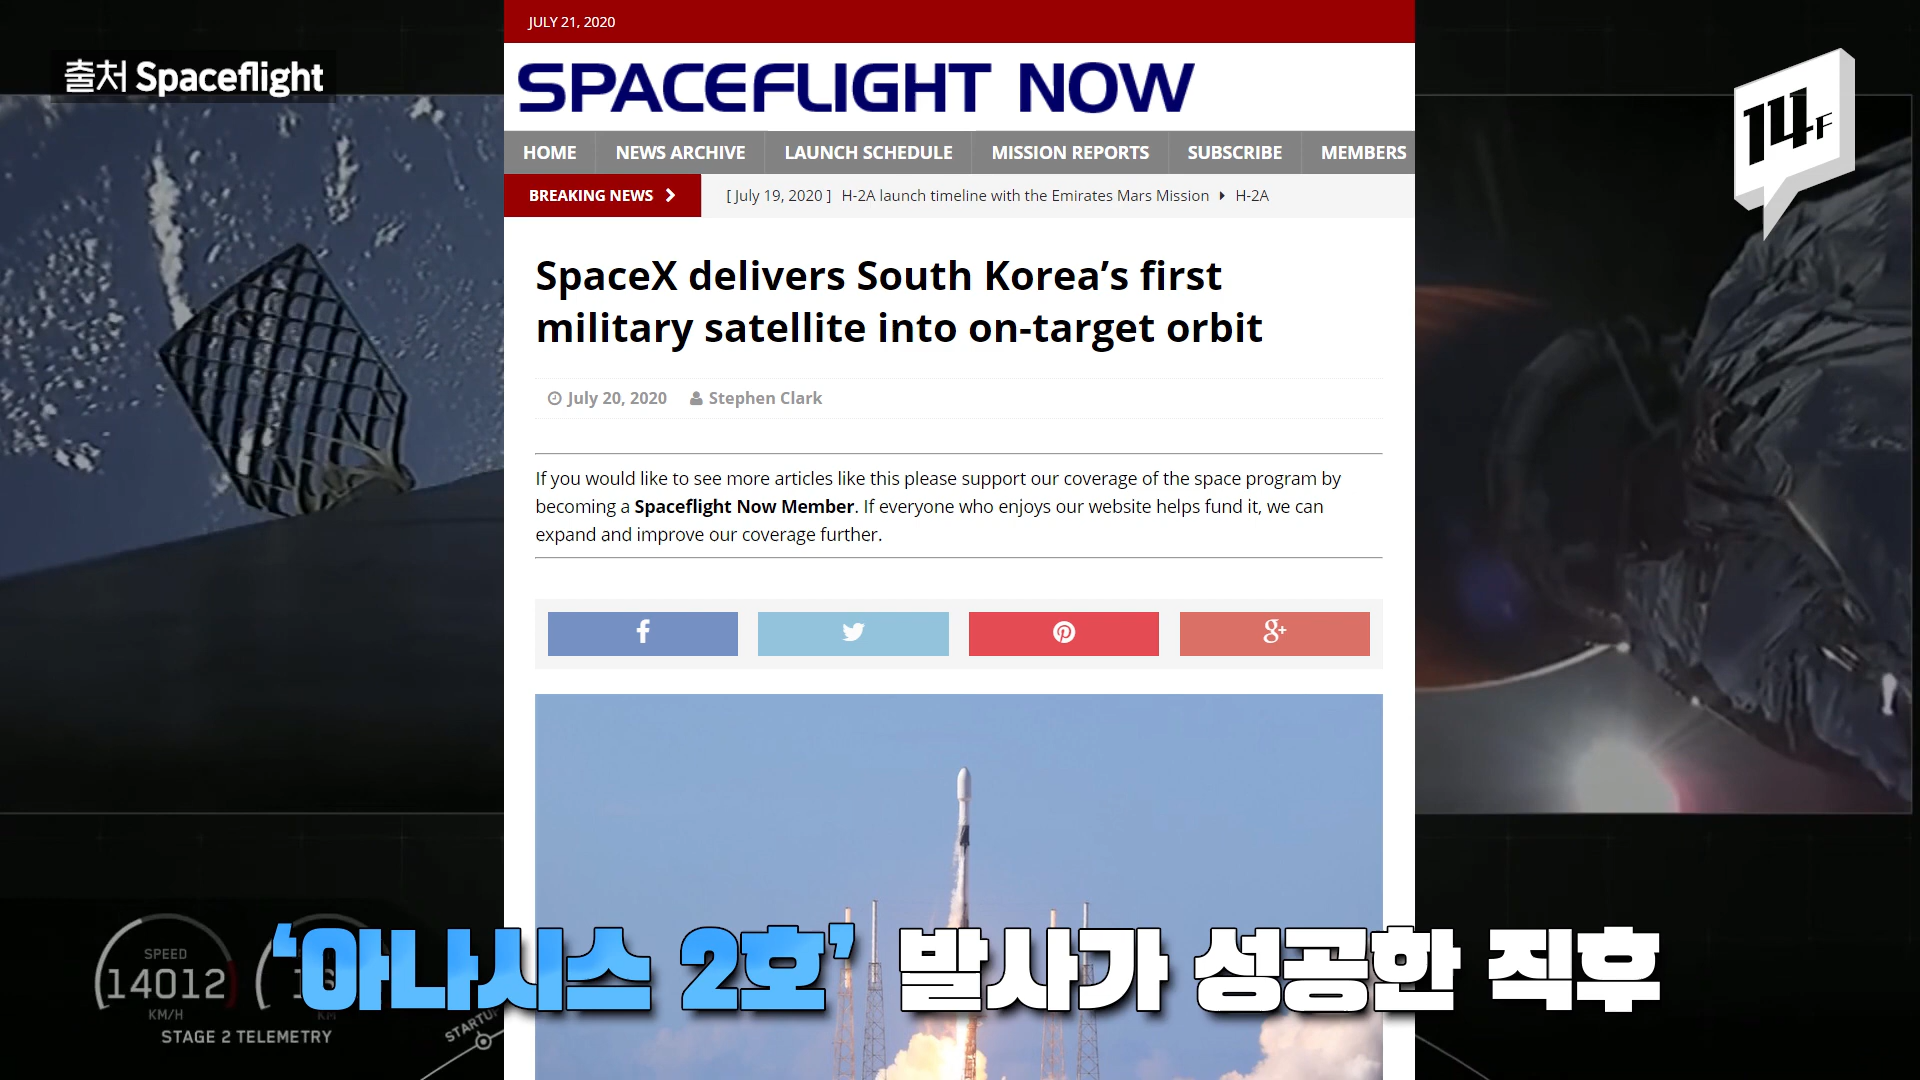 JULY 21, 2020
출처 Spaceflight
SPACEFLIGHT NOW
14F
HOME NEWS ARCHIVE LAUNCH SCHEDULE MISSION REPORTS SUBSCRIBE MEMBERS
BREAKING NEWS [ July 19, 2020 ] H-2A launch timeline with the Emirates Mars Mission H-2A
SpaceX delivers South Korea’s first
military satellite into on-target orbit
July 20, 2020 Stephen Clark
If you would like to see more articles like this please support our coverage of the space program by
becoming a Spaceflight Now Member. If everyone who enjoys our website helps fund it, we can
expand and improve our coverage further.
‘아나시스 2호’ 발사가 성공한 직후
SPEED
14012
KM/H
KM
STAGE 2 TELEMETRY
STARTUP